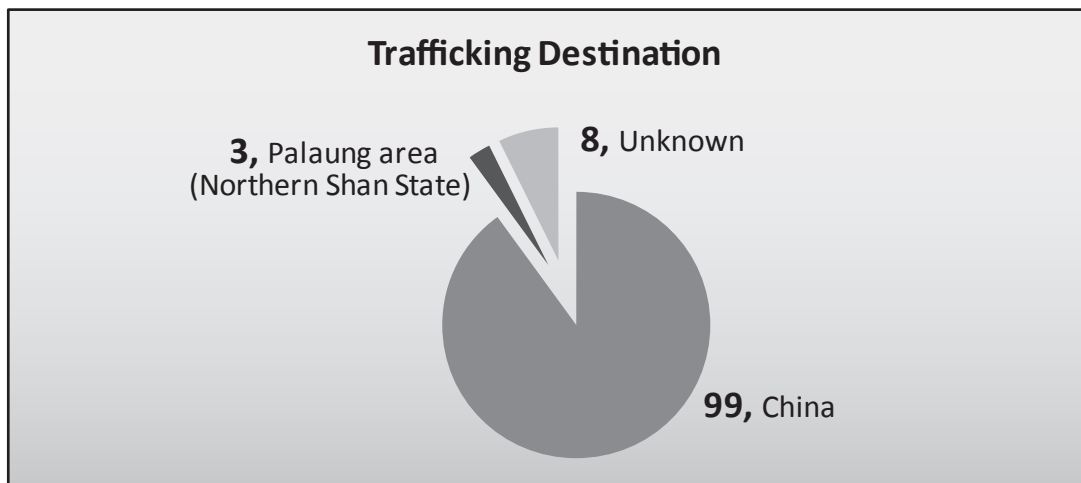 Trafficking Destination
3, Palaung area
(Northern Shan State)
8, Unknown
99, China